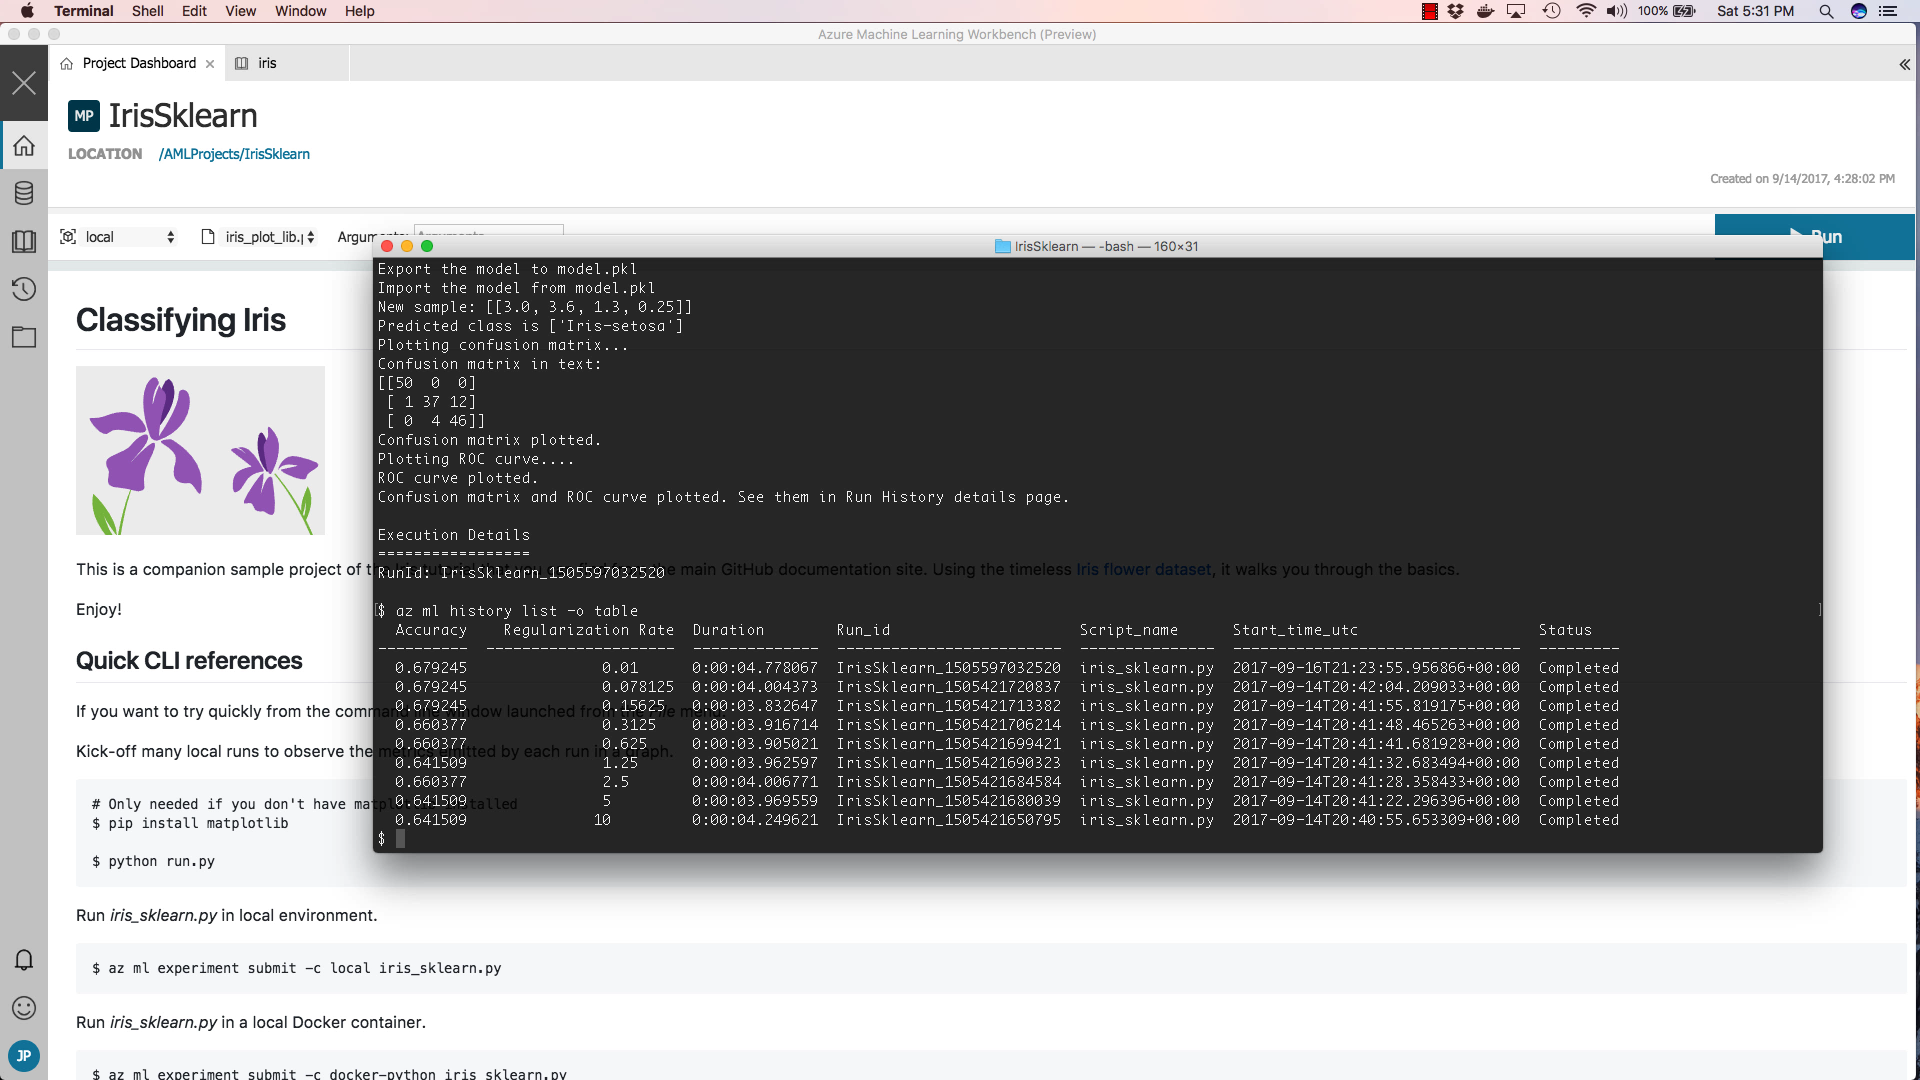 Terminal Shell Edit View Window Help 100% Sat 5:31 PM
Azure Machine Learning Workbench (Preview)
Project Dashboard iris
MP IrisSklearn
LOCATION /AMLProjects/IrisSklearn
Created on 9/14/2017, 4:28:02 PM
local iris_plot_lib.p Arguments: Run
IrisSklearn — -bash — 160×31
Export the model to model.pkl
Import the model from model.pkl
New sample: [[3.0, 3.6, 1.3, 0.25]]
Predicted class is ['Iris-setosa']
Plotting confusion matrix...
Confusion matrix in text:
[[50 0 0]
[ 1 37 12]
[ 0 4 46]]
Confusion matrix plotted.
Plotting ROC curve....
ROC curve plotted.
Confusion matrix and ROC curve plotted. See them in Run History details page.
Execution Details
=================
RunId: IrisSklearn_1505597032520
[$ az ml history list -o table ]
Accuracy Regularization Rate Duration Run_id Script_name Start_time_utc Status
---------- --------------------- -------------- ------------------------- --------------- -------------------------------- ---------
0.679245 0.01 0:00:04.778067 IrisSklearn_1505597032520 iris_sklearn.py 2017-09-16T21:23:55.956866+00:00 Completed
0.679245 0.078125 0:00:04.004373 IrisSklearn_1505421720837 iris_sklearn.py 2017-09-14T20:42:04.209033+00:00 Completed
0.679245 0.15625 0:00:03.832647 IrisSklearn_1505421713382 iris_sklearn.py 2017-09-14T20:41:55.819175+00:00 Completed
0.660377 0.3125 0:00:03.916714 IrisSklearn_1505421706214 iris_sklearn.py 2017-09-14T20:41:48.465263+00:00 Completed
0.660377 0.625 0:00:03.905021 IrisSklearn_1505421699421 iris_sklearn.py 2017-09-14T20:41:41.681928+00:00 Completed
0.641509 1.25 0:00:03.962597 IrisSklearn_1505421690323 iris_sklearn.py 2017-09-14T20:41:32.683494+00:00 Completed
0.660377 2.5 0:00:04.006771 IrisSklearn_1505421684584 iris_sklearn.py 2017-09-14T20:41:28.358433+00:00 Completed
0.641509 5 0:00:03.969559 IrisSklearn_1505421680039 iris_sklearn.py 2017-09-14T20:41:22.296396+00:00 Completed
0.641509 10 0:00:04.249621 IrisSklearn_1505421650795 iris_sklearn.py 2017-09-14T20:40:55.653309+00:00 Completed
$
Classifying Iris
This is a companion sample project of the main GitHub documentation site. Using the timeless Iris flower dataset, it walks you through the basics.
Enjoy!
Quick CLI references
If you want to try quickly from the command line window launched from the File menu.
Kick-off many local runs to observe the metrics emitted by each run in a graph.
# Only needed if you don't have matplotlib installed
$ pip install matplotlib
$ python run.py
Run iris_sklearn.py in local environment.
$ az ml experiment submit -c local iris_sklearn.py
Run iris_sklearn.py in a local Docker container.
$ az ml experiment submit -c docker-python iris_sklearn.py
JP